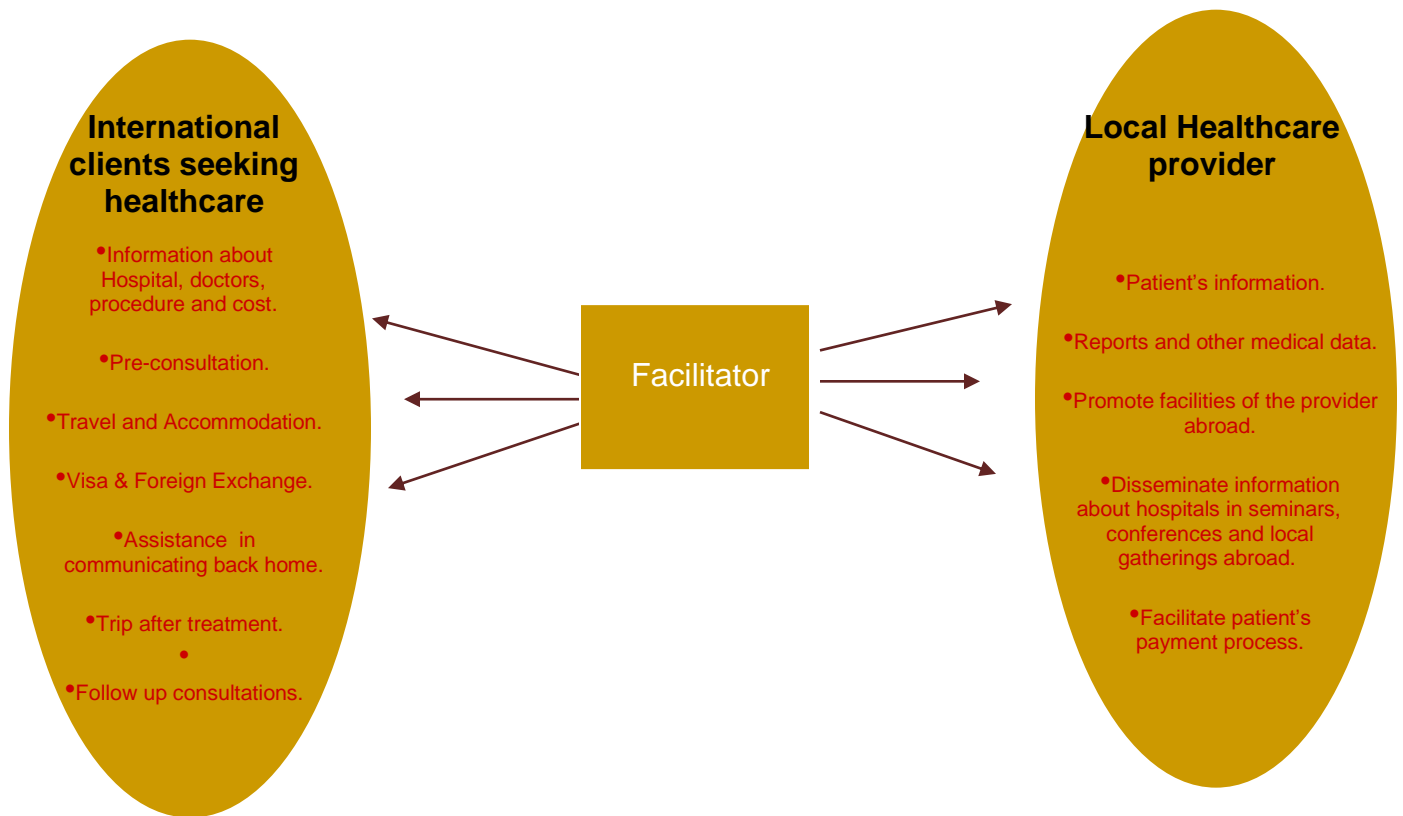 International
clients seeking
healthcare
•Information about
Hospital, doctors,
procedure and cost.
•Pre-consultation.
•Travel and Accommodation.
•Visa & Foreign Exchange.
•Assistance in
communicating back home.
•Trip after treatment.
•
•Follow up consultations.
Facilitator
Local Healthcare
provider
•Patient’s information.
•Reports and other medical data.
•Promote facilities of the provider
abroad.
•Disseminate information
about hospitals in seminars,
conferences and local
gatherings abroad.
•Facilitate patient’s
payment process.